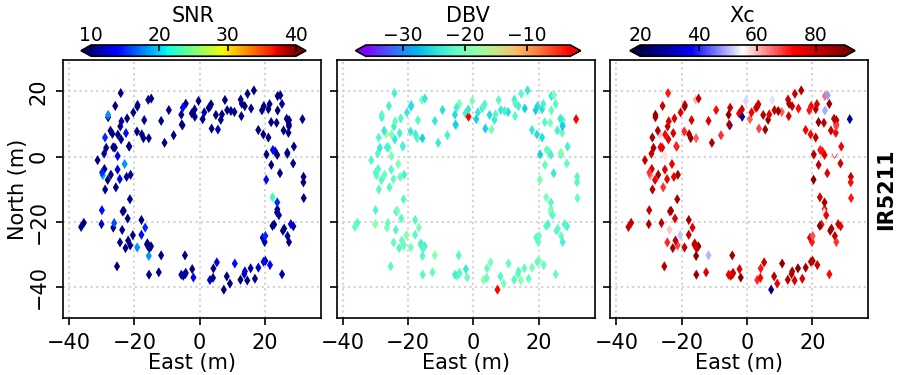 SNR DBV Xc
10 20 30 40 −30 −20 −10 20 40 60 80
20
0
−20
−40
North (m)
IR5211
−40 −20 0 20 −40 −20 0 20 −40 −20 0 20
East (m) East (m) East (m)